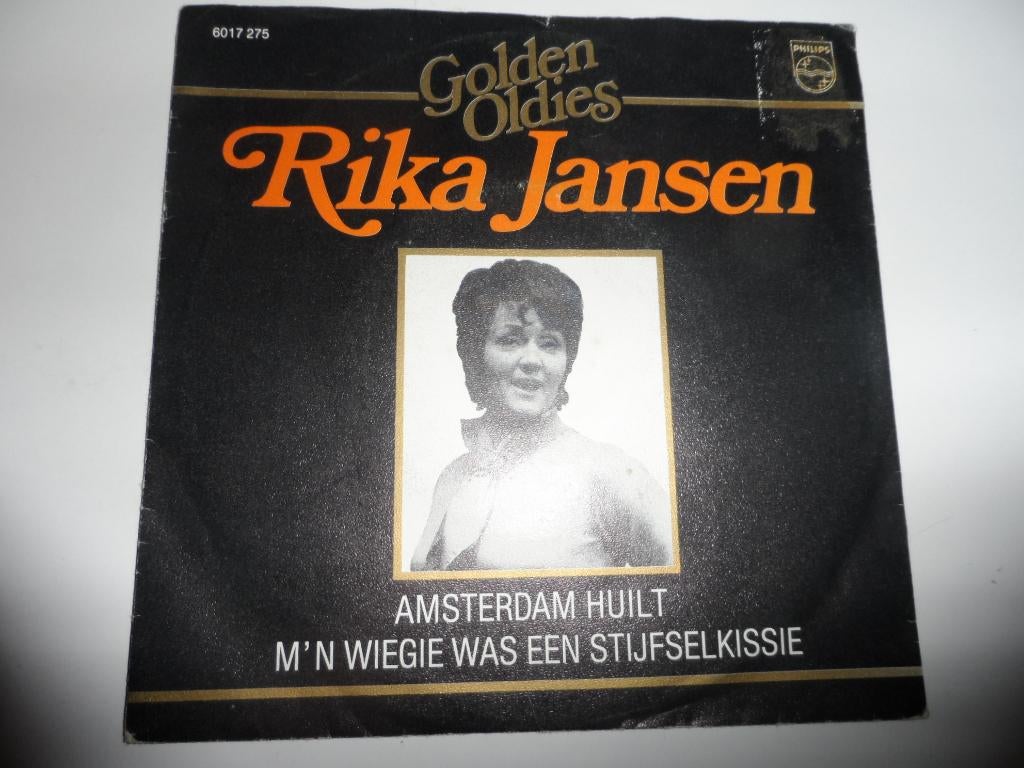 6017 275
PHILIPS
Golden
Oldies
Rika Jansen
AMSTERDAM HUILT
M'N WIEGIE WAS EEN STIJFSELKISSIE